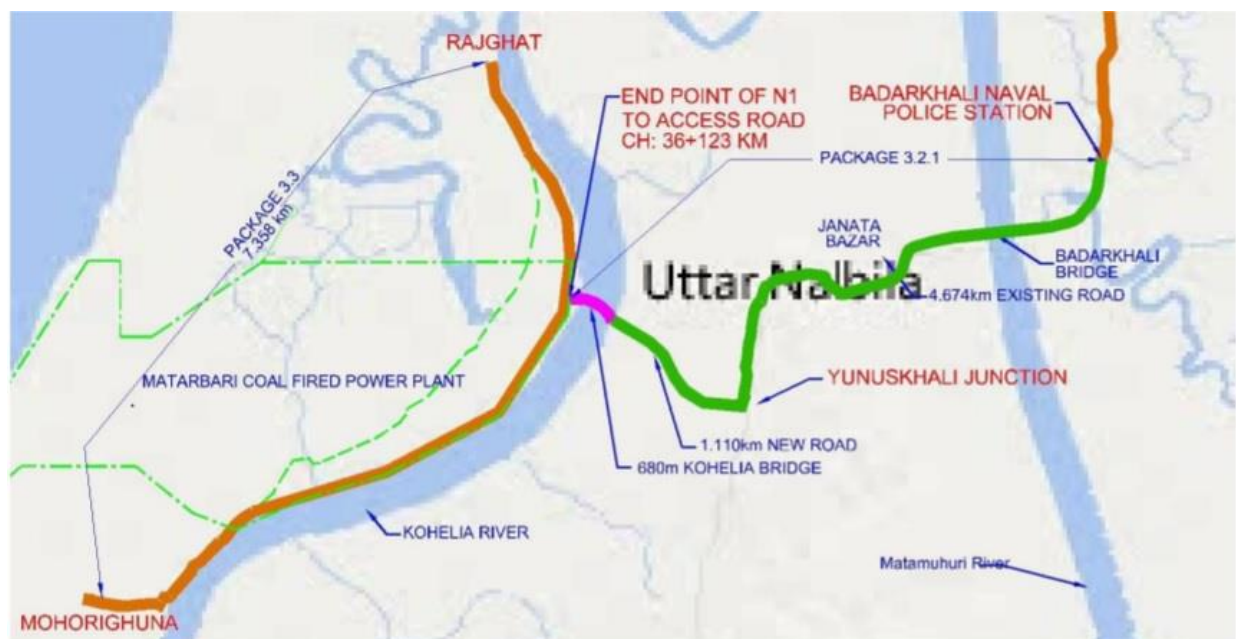 RAJGHAT
END POINT OF N1
TO ACCESS ROAD
CH: 36+123 KM
BADARKHALI NAVAL
POLICE STATION
PACKAGE 3.2.1
PACKAGE 3.3
7.358 km
JANATA
BAZAR
BADARKHALI
BRIDGE
Uttar Nalbila
4.674km EXISTING ROAD
MATARBARI COAL FIRED POWER PLANT
YUNUSKHALI JUNCTION
1.110km NEW ROAD
680m KOHELIA BRIDGE
KOHELIA RIVER
Matamuhuri River
MOHORIGHUNA